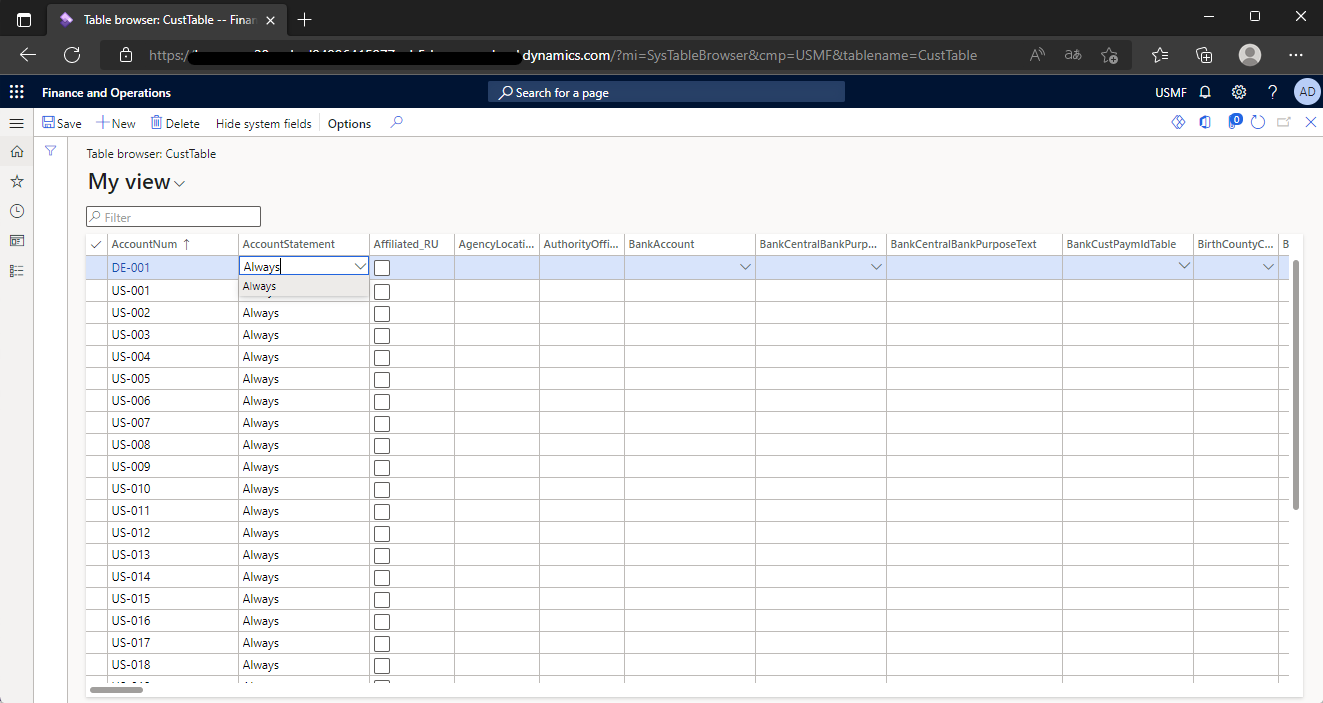 Table browser: CustTable -- Finan
https:/ dynamics.com/?mi=SysTableBrowser&cmp=USMF&tablename=CustTable
Finance and Operations
Search for a page
USMF
AD
Save
New
Delete
Hide system fields
Options
0
Table browser: CustTable
My view
Filter
AccountNum AccountStatement Affiliated_RU AgencyLocati... AuthorityOffi... BankAccount BankCentralBankPurp... BankCentralBankPurposeText BankCustPaymIdTable BirthCountyC... B
DE-001 Always
Always
US-001
US-002 Always
US-003 Always
US-004 Always
US-005 Always
US-006 Always
US-007 Always
US-008 Always
US-009 Always
US-010 Always
US-011 Always
US-012 Always
US-013 Always
US-014 Always
US-015 Always
US-016 Always
US-017 Always
US-018 Always